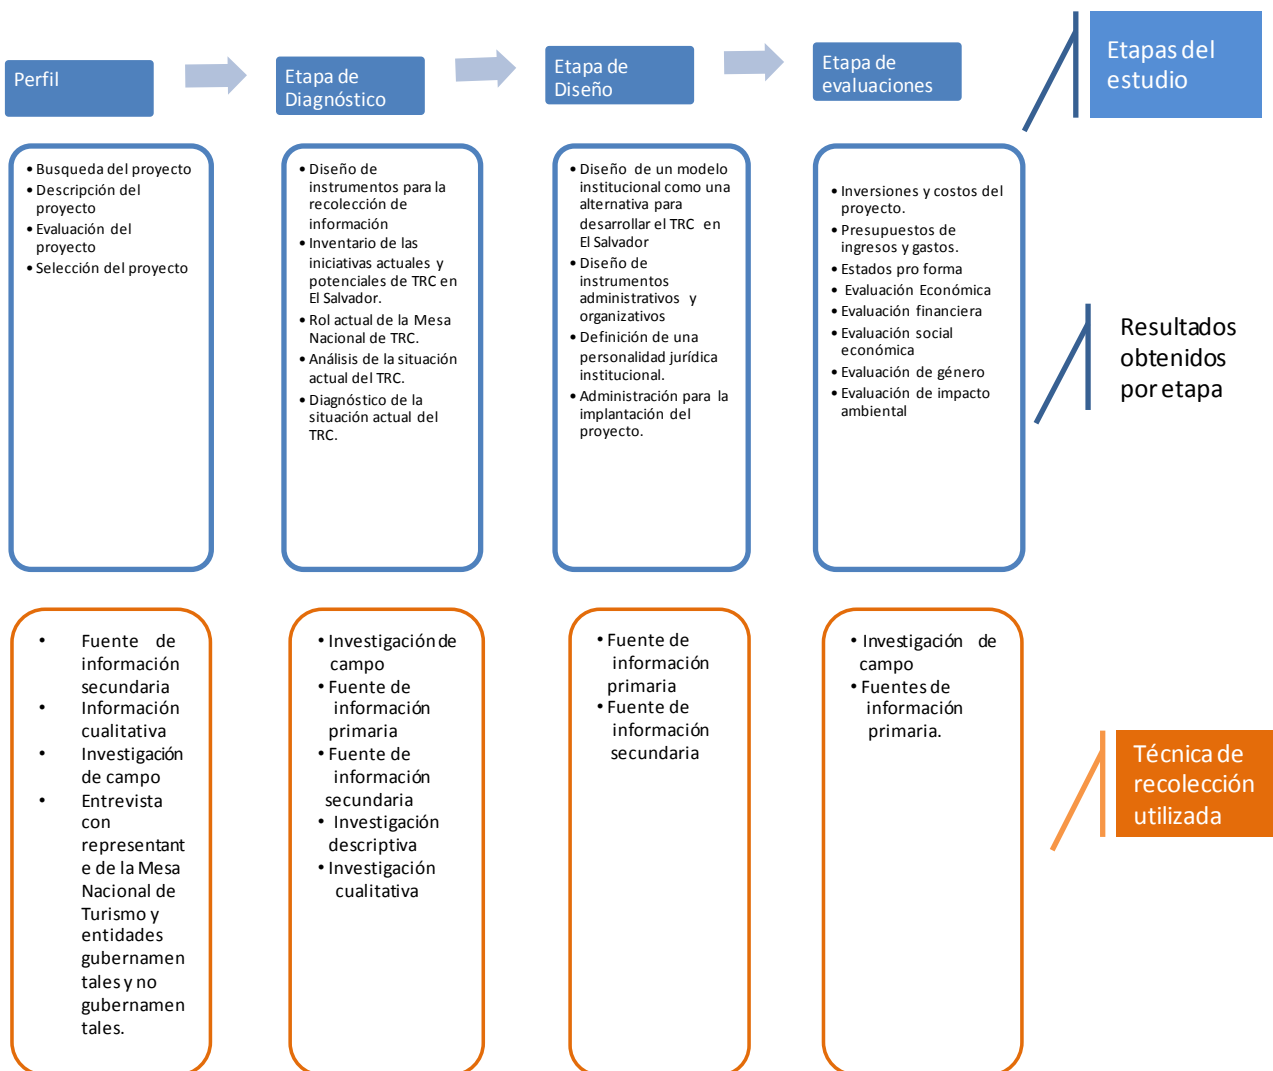 Perfil
Etapa de
Diagnóstico
Etapa de
Diseño
Etapa de
evaluaciones
Etapas del
estudio
• Busqueda del proyecto
• Descripción del
proyecto
• Evaluación del
proyecto
• Selección del proyecto
• Diseño de
instrumentos para la
recolección de
información
• Inventario de las
iniciativas actuales y
potenciales de TRC en
El Salvador.
• Rol actual de la Mesa
Nacional de TRC.
• Análisis de la situación
actual del TRC.
• Diagnóstico de la
situación actual del
TRC.
• Diseño de un modelo
institucional como una
alternativa para
desarrollar el TRC en
El Salvador
• Diseño de
instrumentos
administrativos y
organizativos
• Definición de una
personalidad jurídica
institucional.
• Administración para la
implantación del
proyecto.
• Inversiones y costos del
proyecto.
• Presupuestos de
ingresos y gastos.
• Estados pro forma
• Evaluación Económica
• Evaluación financiera
• Evaluación social
económica
• Evaluación de género
• Evaluación de impacto
ambiental
Resultados
obtenidos
por etapa
• Fuente de
información
secundaria
• Información
cualitativa
• Investigación
de campo
• Entrevista
con
representant
e de la Mesa
Nacional de
Turismo y
entidades
gubernamen
tales y no
gubernamen
tales.
• Investigación de
campo
• Fuente de
información
primaria
• Fuente de
información
secundaria
• Investigación
descriptiva
• Investigación
cualitativa
• Fuente de
información
primaria
• Fuente de
información
secundaria
• Investigación de
campo
• Fuentes de
información
primaria.
Técnica de
recolección
utilizada